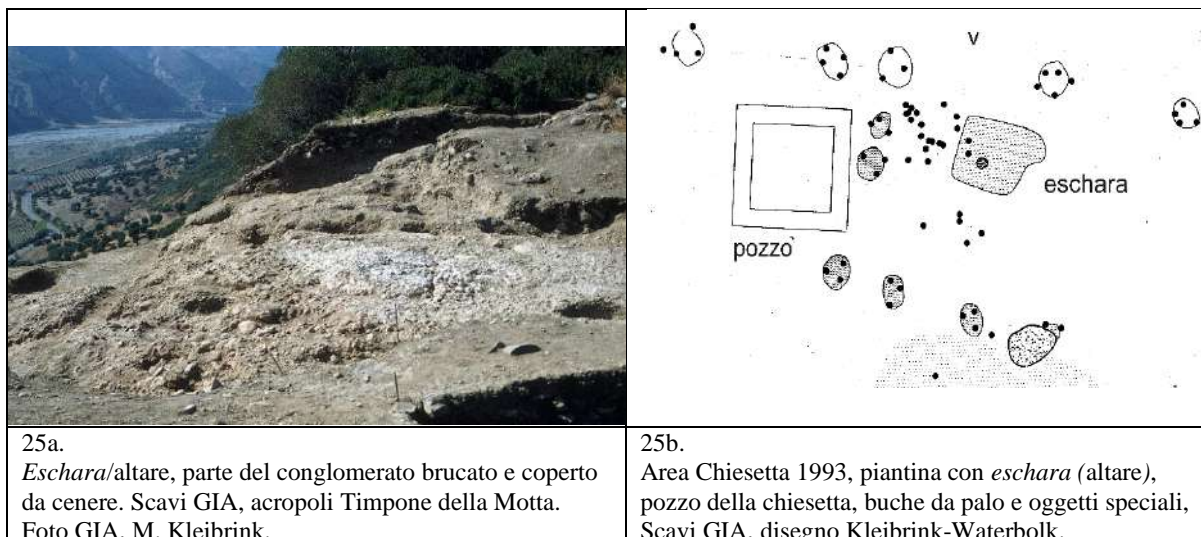 V
eschara
pozzo
25a.
Eschara/altare, parte del conglomerato brucato e coperto
da cenere. Scavi GIA, acropoli Timpone della Motta.
Foto GIA, M. Kleibrink.
25b.
Area Chiesetta 1993, piantina con eschara (altare),
pozzo della chiesetta, buche da palo e oggetti speciali,
Scavi GIA, disegno Kleibrink-Waterbolk.